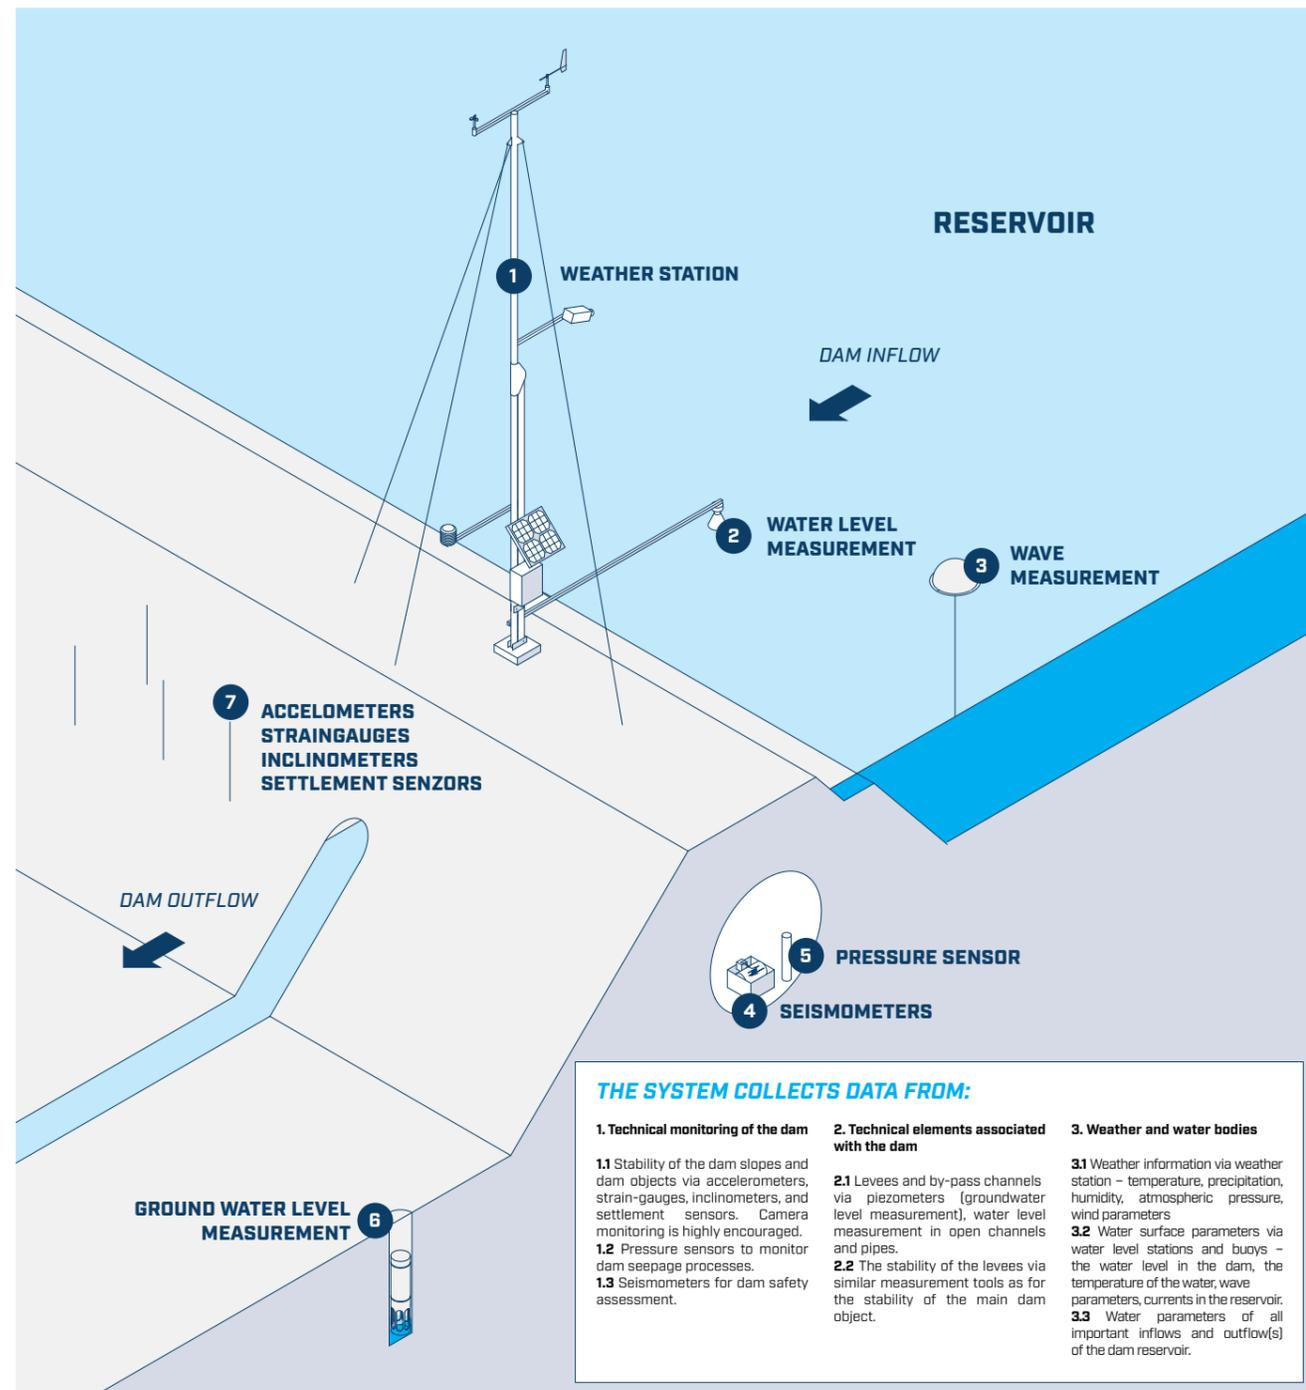 RESERVOIR
1 WEATHER STATION
DAM INFLOW
2 WATER LEVEL
MEASUREMENT
3 WAVE
MEASUREMENT
7 ACCELOMETERS
STRAINGAUGES
INCLINOMETERS
SETTLEMENT SENZORS
DAM OUTFLOW
5 PRESSURE SENSOR
4 SEISMOMETERS
GROUND WATER LEVEL
MEASUREMENT 6
THE SYSTEM COLLECTS DATA FROM:
1. Technical monitoring of the dam
1.1 Stability of the dam slopes and
dam objects via accelerometers,
strain-gauges, inclinometers, and
settlement sensors. Camera
monitoring is highly encouraged.
1.2 Pressure sensors to monitor
dam seepage processes.
1.3 Seismometers for dam safety
assessment.
2. Technical elements associated
with the dam
2.1 Levees and by-pass channels
via piezometers (groundwater
level measurement), water level
measurement in open channels
and pipes.
2.2 The stability of the levees via
similar measurement tools as for
the stability of the main dam
object.
3. Weather and water bodies
3.1 Weather information via weather
station – temperature, precipitation,
humidity, atmospheric pressure,
wind parameters
3.2 Water surface parameters via
water level stations and buoys –
the water level in the dam, the
temperature of the water, wave
parameters, currents in the reservoir.
3.3 Water parameters of all
important inflows and outflow(s)
of the dam reservoir.